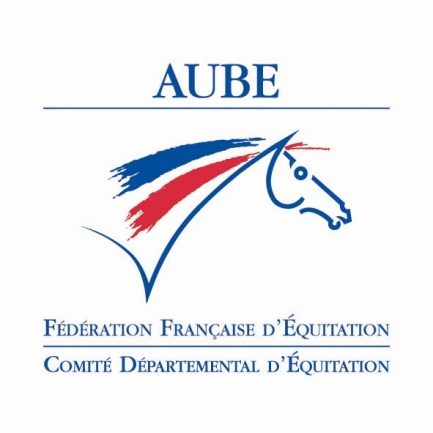 AUBE
Fédération Française d'Équitation
Comité Départemental d'Équitation